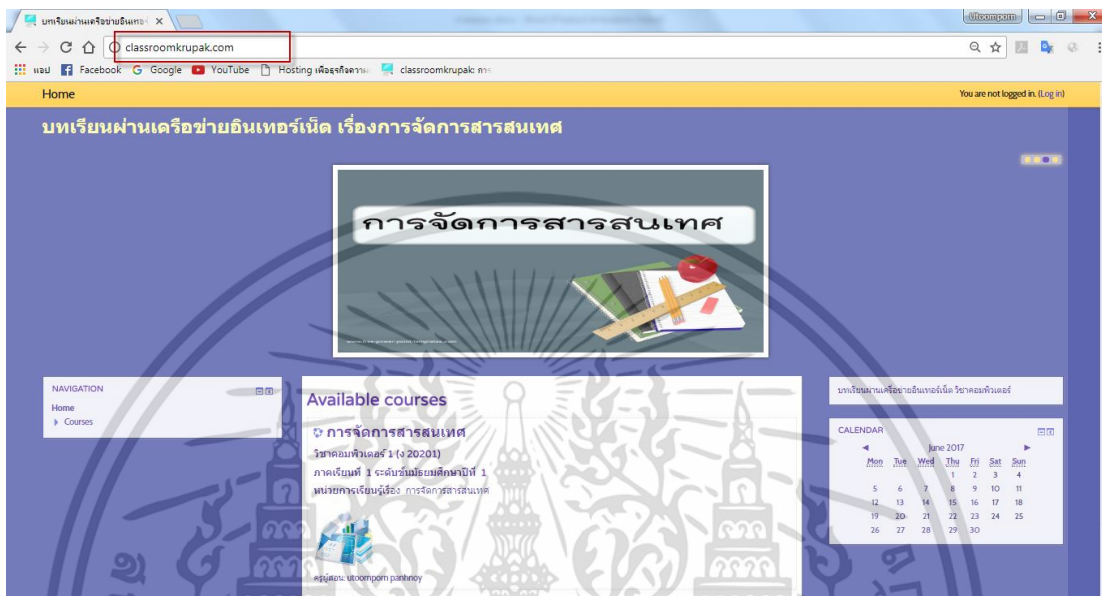 บทเรียนผ่านเครือข่ายอินเทอร์
Utoomporn
classroomkrupak.com
แอป Facebook Google YouTube Hosting เพื่อธุรกิจความ classroomkrupak: การ
Home
You are not logged in. (Log in)
บทเรียนผ่านเครือข่ายอินเทอร์เน็ต เรื่องการจัดการสารสนเทศ
การจัดการสารสนเทศ
www.free-power-point-templates.com
NAVIGATION
Home
Courses
Available courses
การจัดการสารสนเทศ
วิชาคอมพิวเตอร์ 1 (ง 20201)
ภาคเรียนที่ 1 ระดับชั้นมัธยมศึกษาปีที่ 1
หน่วยการเรียนรู้เรื่อง การจัดการสารสนเทศ
ครูผู้สอน: utoomporn panhnoy
บทเรียนผ่านเครือข่ายอินเทอร์เน็ต วิชาคอมพิวเตอร์
CALENDAR
June 2017
Mon Tue Wed Thu Fri Sat Sun
1 2 3 4
5 6 7 8 9 10 11
12 13 14 15 16 17 18
19 20 21 22 23 24 25
26 27 28 29 30